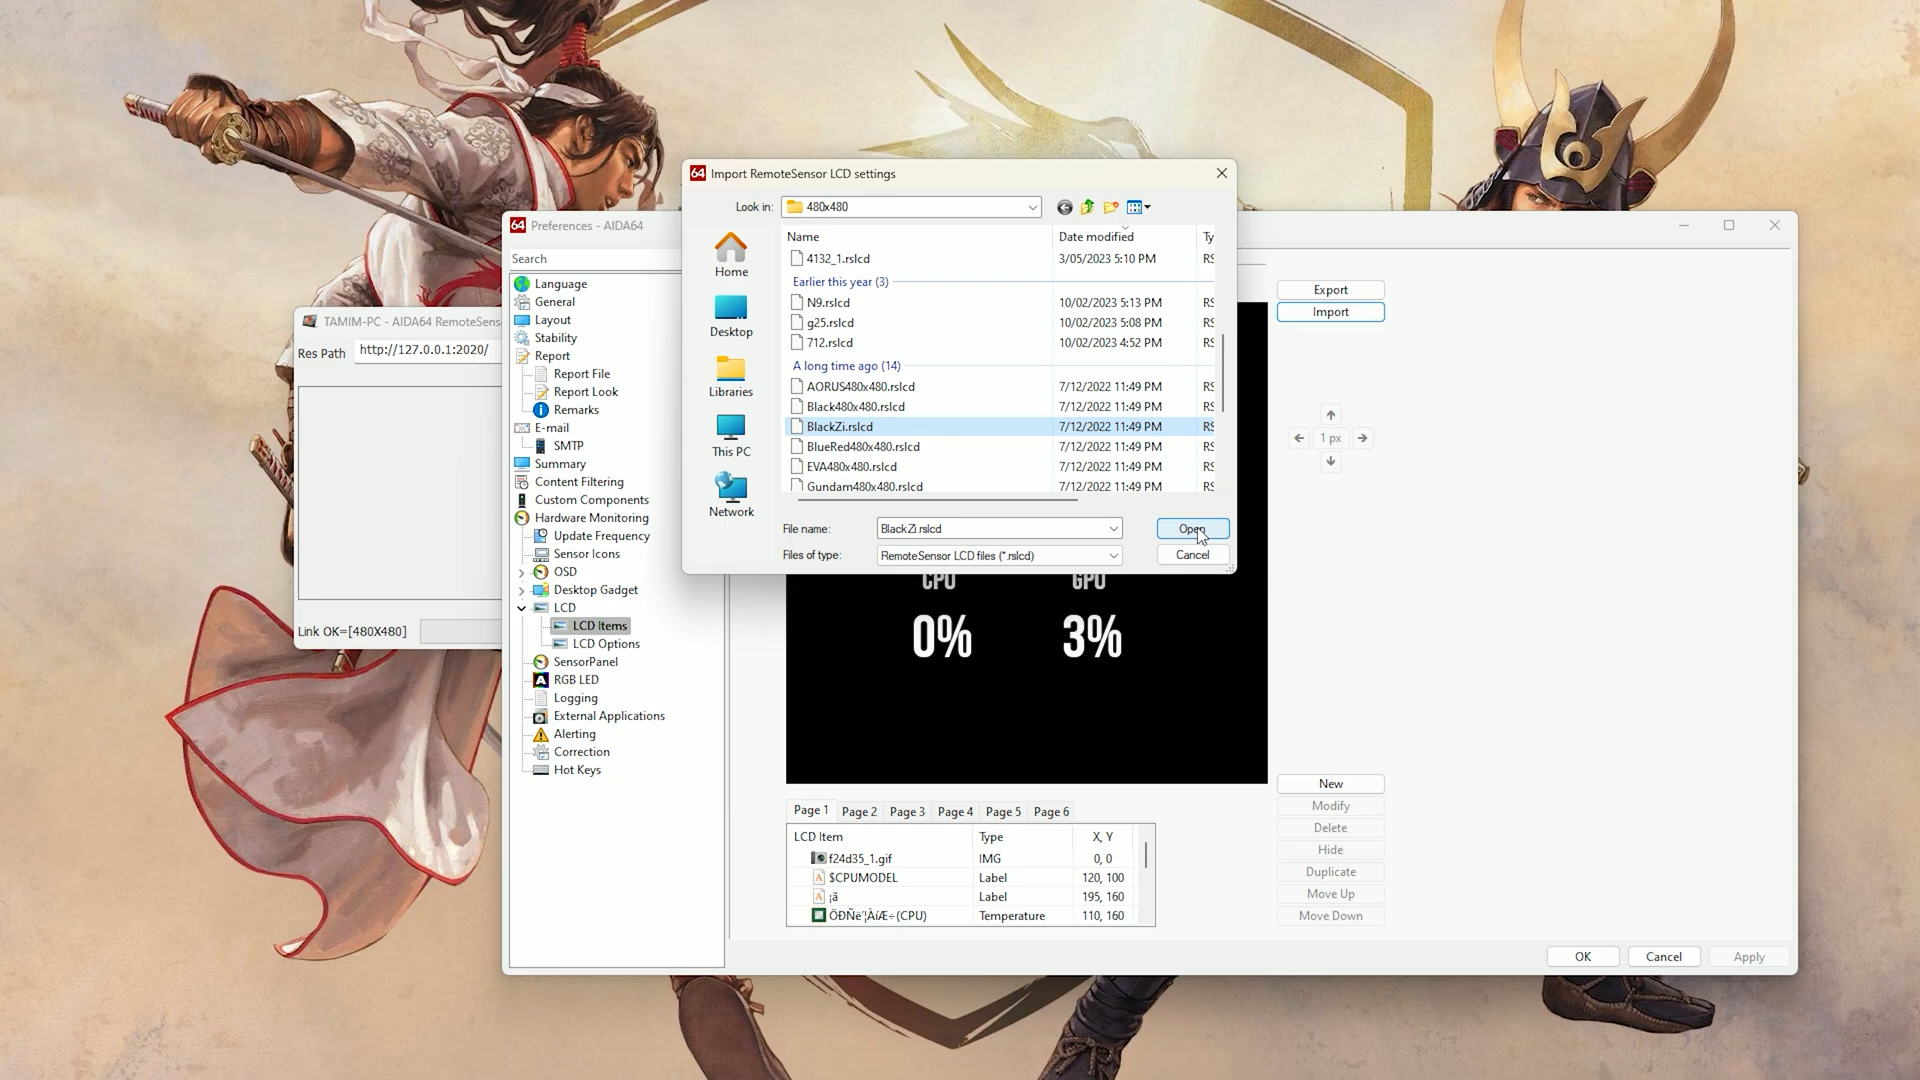 Import RemoteSensor LCD settings
Look in:
480x480
Home
Desktop
Libraries
This PC
Network
Name
Date modified
Ty
4132_1.rslcd
3/05/2023 5:10 PM
RS
Earlier this year (3)
N9.rslcd
10/02/2023 5:13 PM
RS
g25.rslcd
10/02/2023 5:08 PM
RS
712.rslcd
10/02/2023 4:52 PM
RS
A long time ago (14)
AORUS480x480.rslcd
7/12/2022 11:49 PM
RS
Black480x480.rslcd
7/12/2022 11:49 PM
RS
BlackZi.rslcd
7/12/2022 11:49 PM
RS
BlueRed480x480.rslcd
7/12/2022 11:49 PM
RS
EVA480x480.rslcd
7/12/2022 11:49 PM
RS
Gundam480x480.rslcd
7/12/2022 11:49 PM
RS
File name:
BlackZi.rslcd
Open
Files of type:
RemoteSensor LCD files (*.rslcd)
Cancel
64
Preferences - AIDA64
Search
Language
General
Layout
Stability
Report
Report File
Report Look
Remarks
E-mail
SMTP
Summary
Content Filtering
Custom Components
Hardware Monitoring
Update Frequency
Sensor Icons
OSD
Desktop Gadget
LCD
LCD Items
LCD Options
SensorPanel
RGB LED
Logging
External Applications
Alerting
Correction
Hot Keys
TAMIM-PC - AIDA64 RemoteSens
Res Path
http://127.0.0.1:2020/
Link OK=[480X480]
Export
Import
1 px
CPU
GPU
0%
3%
New
Modify
Delete
Hide
Duplicate
Move Up
Move Down
Page 1
Page 2
Page 3
Page 4
Page 5
Page 6
LCD Item
Type
X, Y
f24d35_1.gif
IMG
0, 0
$CPUMODEL
Label
120, 100
¡ã
Label
195, 160
ÖÐÑë´¦ÀíÆ÷(CPU)
Temperature
110, 160
OK
Cancel
Apply